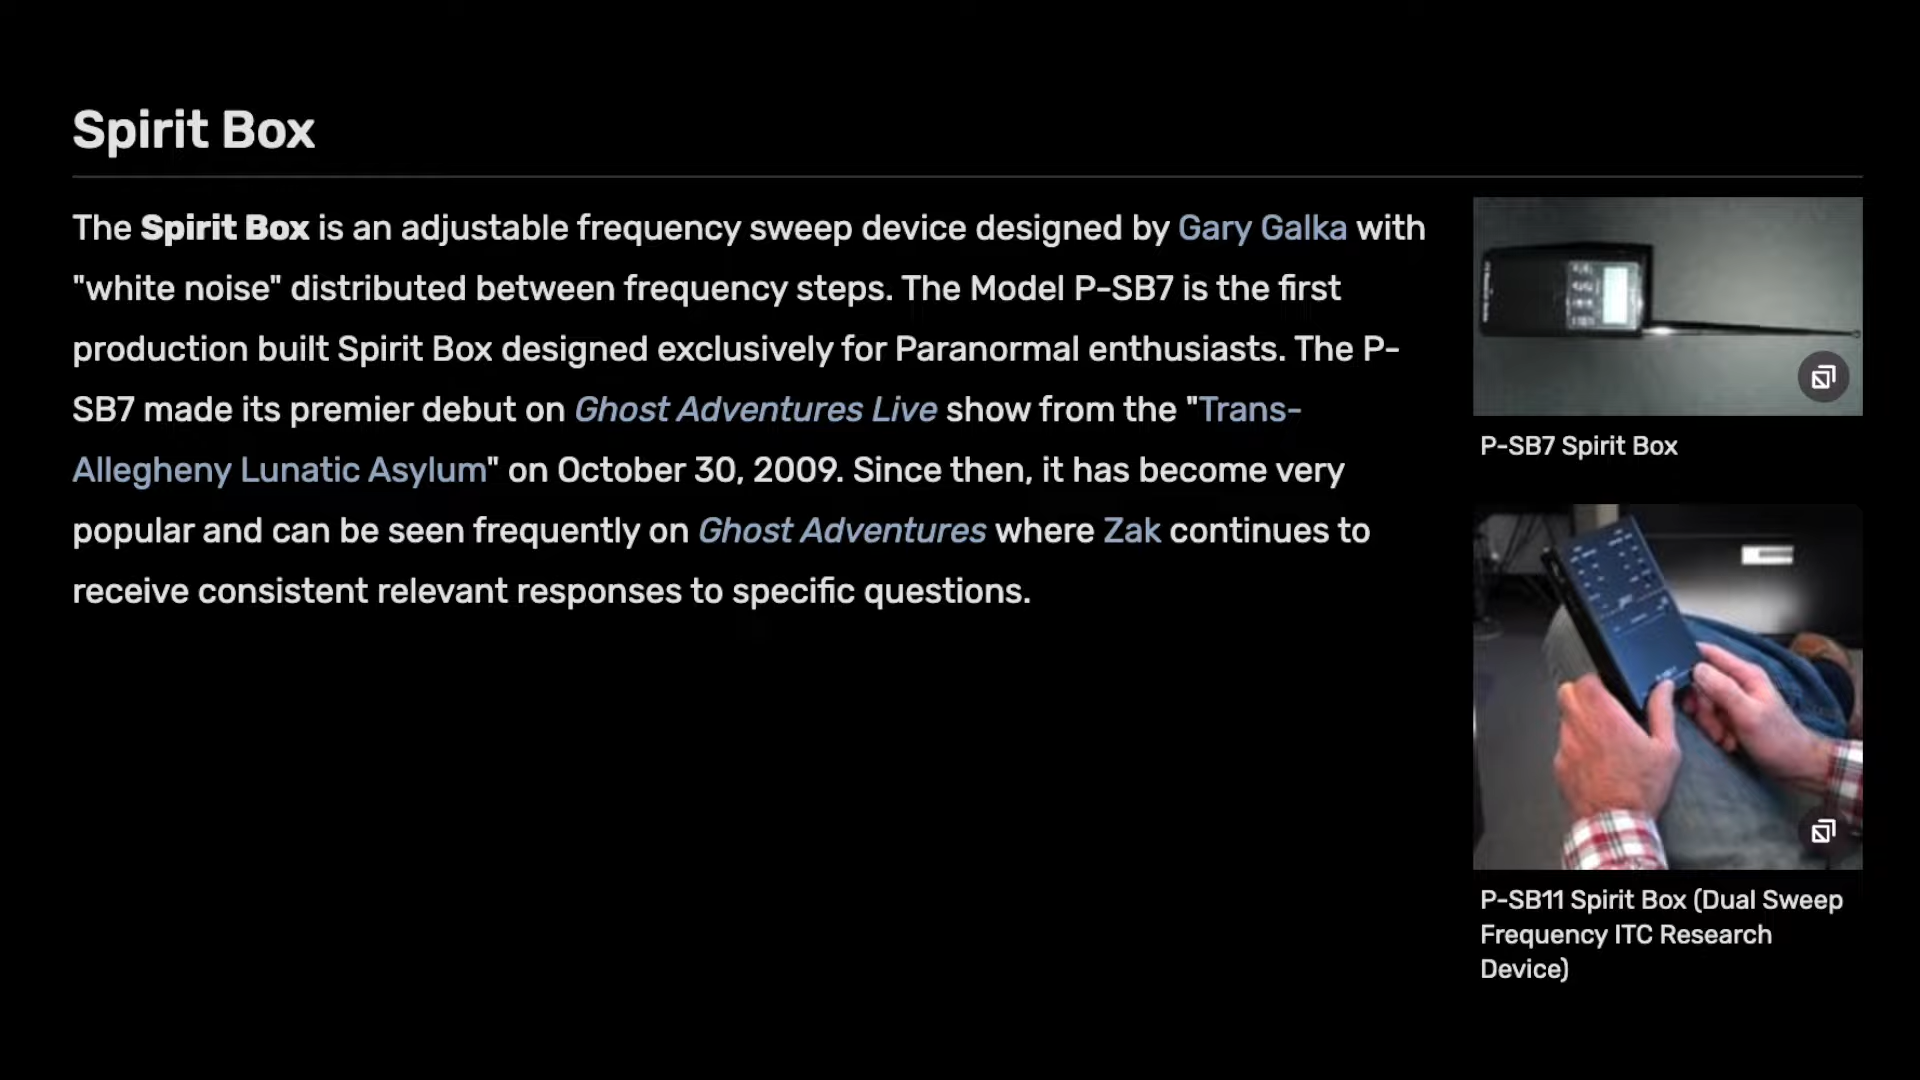 Spirit Box
The Spirit Box is an adjustable frequency sweep device designed by Gary Galka with
"white noise" distributed between frequency steps. The Model P-SB7 is the first
production built Spirit Box designed exclusively for Paranormal enthusiasts. The P-
SB7 made its premier debut on Ghost Adventures Live show from the "Trans-
Allegheny Lunatic Asylum" on October 30, 2009. Since then, it has become very
popular and can be seen frequently on Ghost Adventures where Zak continues to
receive consistent relevant responses to specific questions.
P-SB7 Spirit Box
P-SB11 Spirit Box (Dual Sweep
Frequency ITC Research
Device)